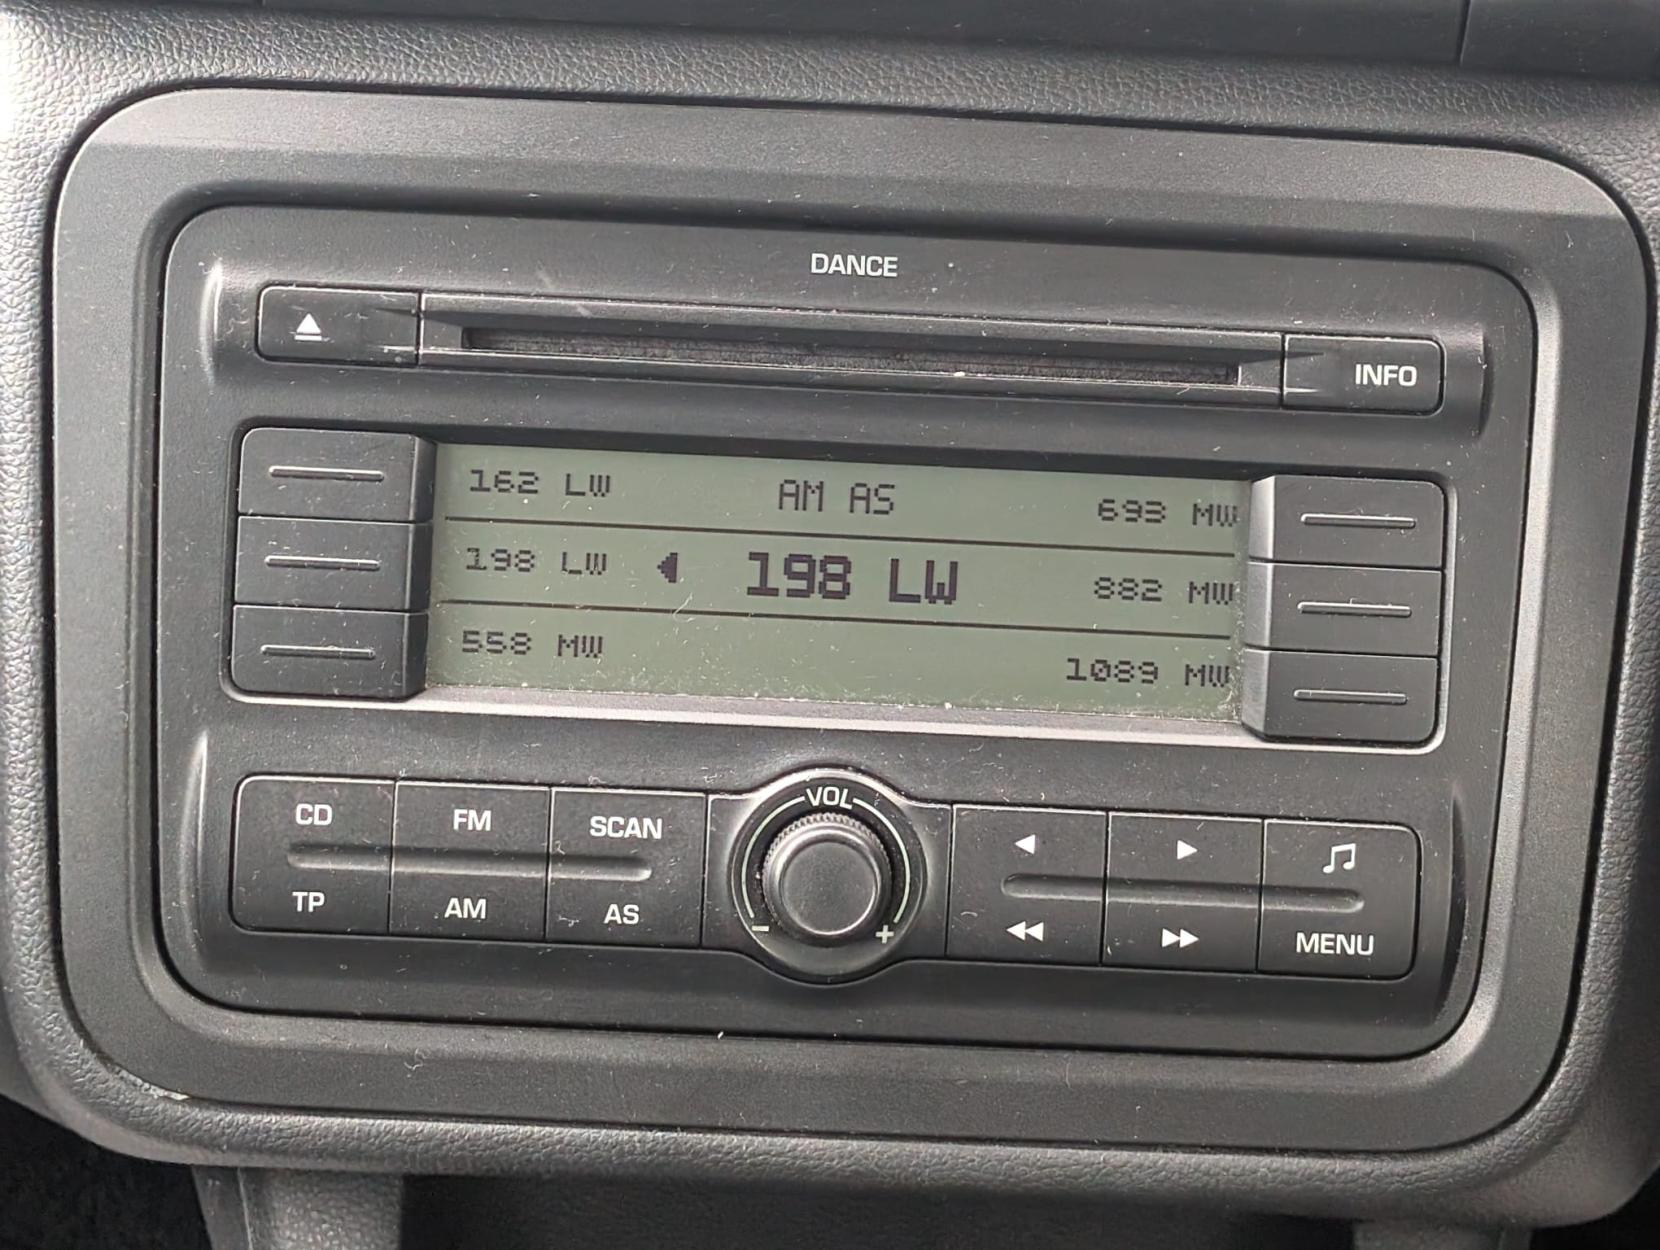 DANCE
INFO
162 LW
AM AS
693 MW
198 LW
198 LW
882 MW
558 MW
1089 MW
CD
FM
SCAN
VOL
TP
AM
AS
- +
MENU